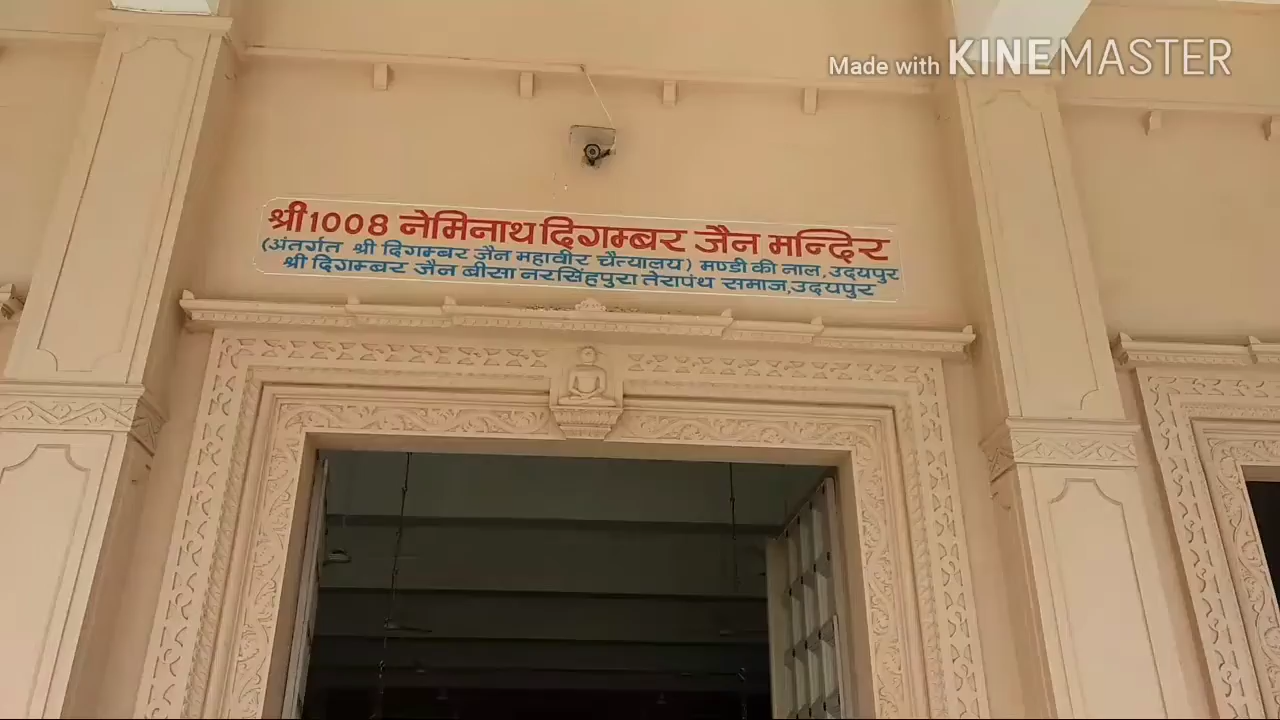 Made with KINEMASTER
श्री 1008 नेमिनाथ दिगम्बर जैन मन्दिर
(अंतर्गत श्री दिगम्बर जैन महावीर चैत्यालय) मण्डी की नाल, उदयपुर
श्री दिगम्बर जैन बीसा नरसिंहपुरा तेरापंथ समाज, उदयपुर